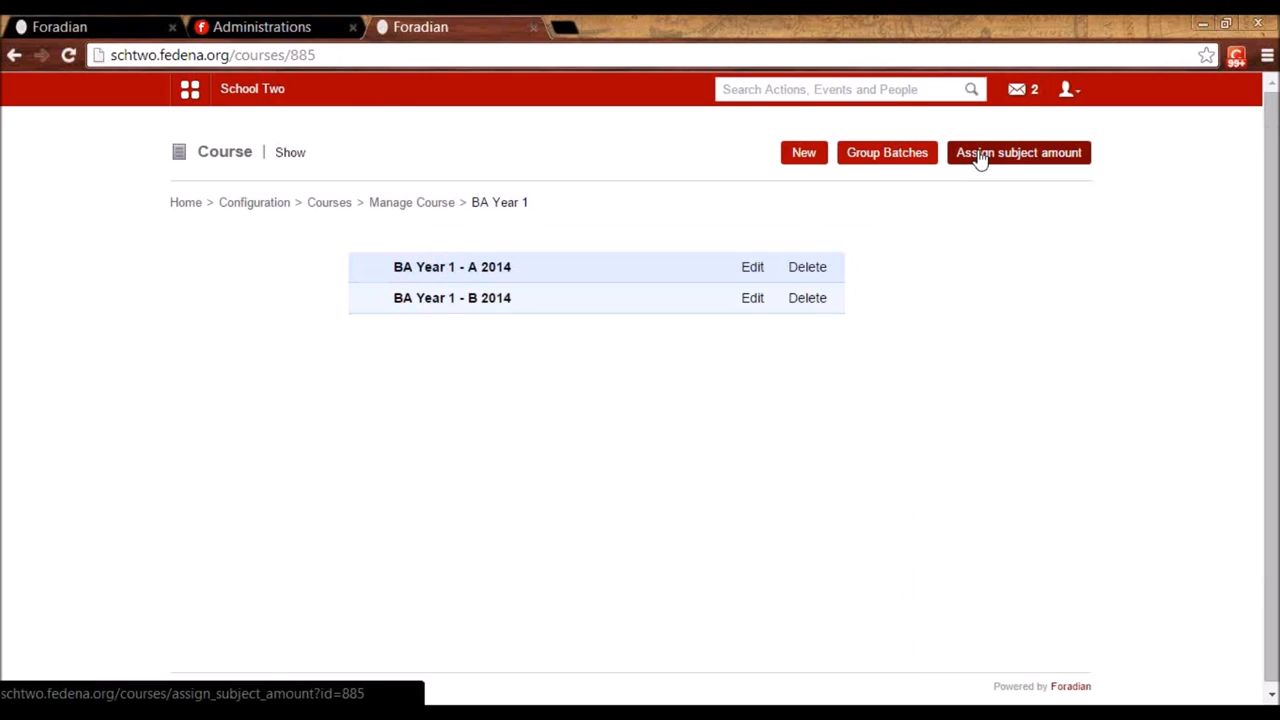 Foradian
Administrations
Foradian
schtwo.fedena.org/courses/885
99+
School Two
Search Actions, Events and People
2
Course | Show
New
Group Batches
Assign subject amount
Home > Configuration > Courses > Manage Course > BA Year 1
BA Year 1 - A 2014 Edit Delete
BA Year 1 - B 2014 Edit Delete
Powered by Foradian
schtwo.fedena.org/courses/assign_subject_amount?id=885